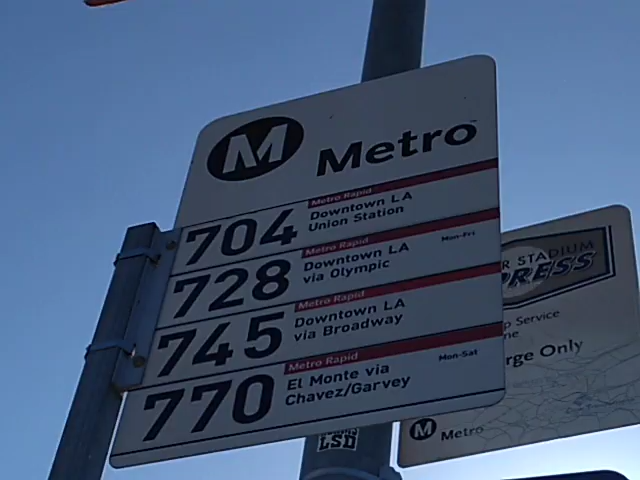 M Metro
Metro Rapid
704 Downtown LA
Union Station
Metro Rapid
Mon-Fri
728 Downtown LA
via Olympic
Metro Rapid
745 Downtown LA
via Broadway
Metro Rapid
Mon-Sat
770 El Monte via
Chavez/Garvey
LSD
R STADIUM
PRESS
p Service
rge Only
M Metro